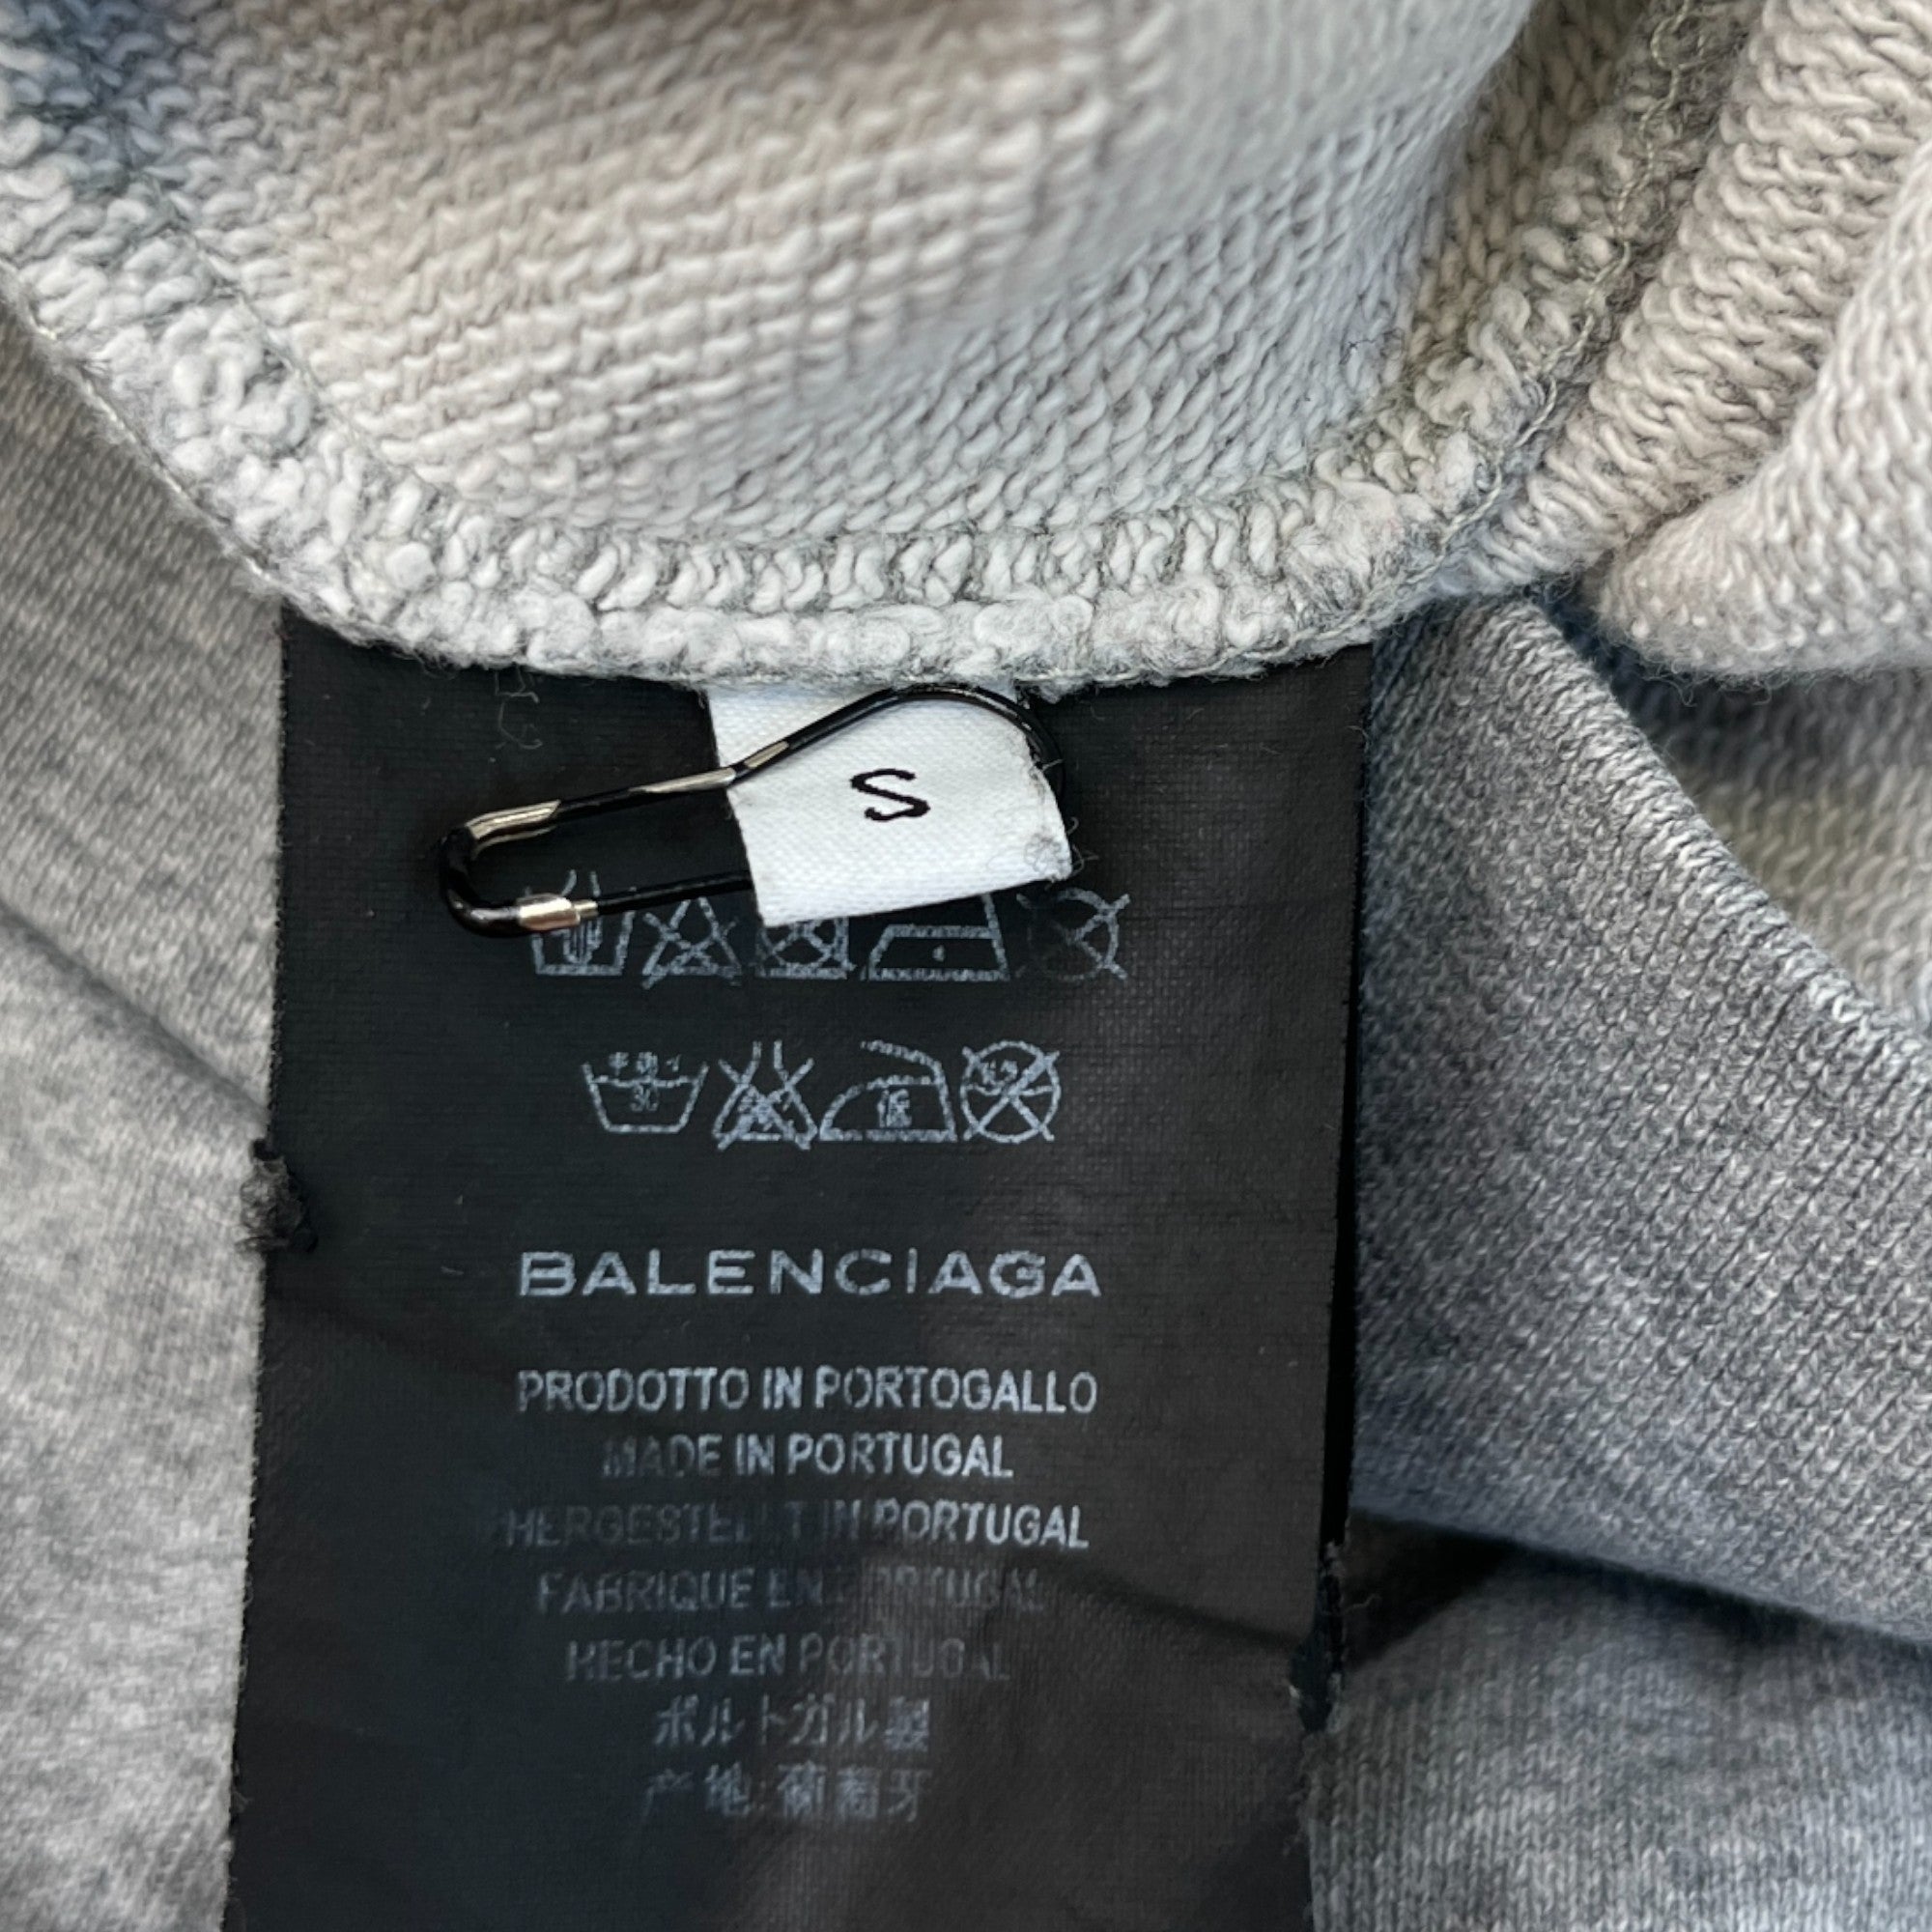 S
30
BALENCIAGA
PRODOTTO IN PORTOGALLO
MADE IN PORTUGAL
HERGESTELLT IN PORTUGAL
FABRIQUE EN PORTUGAL
HECHO EN PORTUGAL
ポルトガル製
产地:葡萄牙